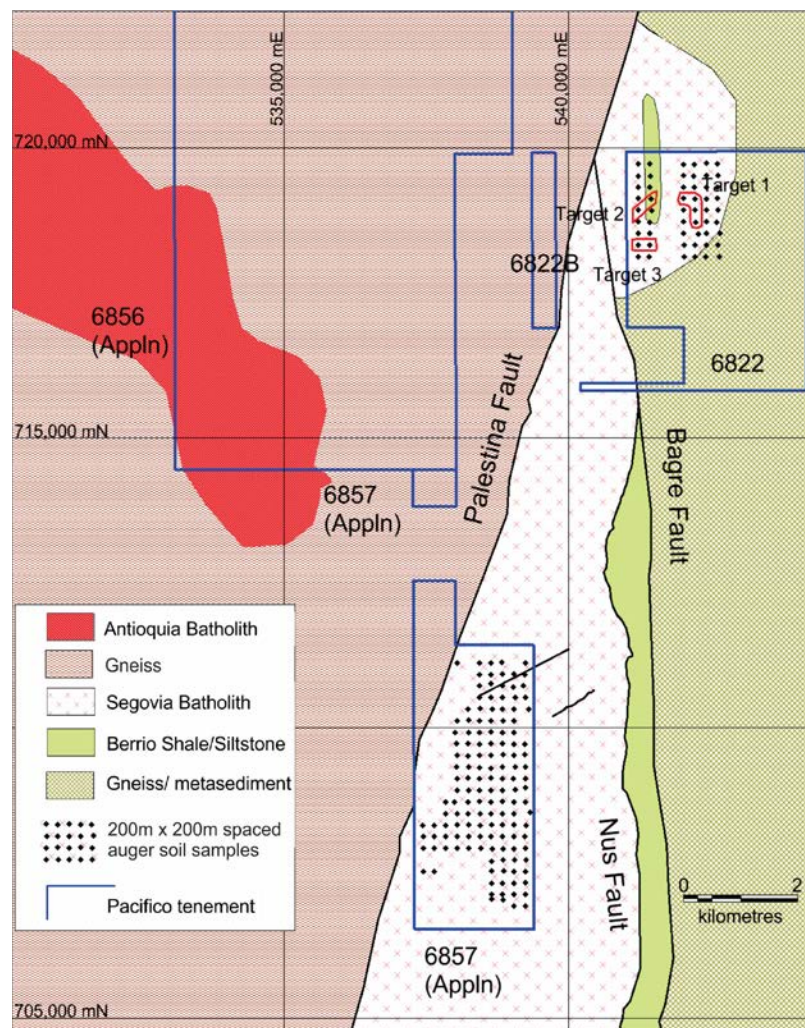 535,000 mE
540,000 mE
720,000 mN
Target 1
Target 2
6822B
Target 3
6856
(Appln)
6822
715,000 mN
Palestina Fault
Bagre Fault
6857
(Appln)
Antioquia Batholith
Gneiss
Segovia Batholith
Berrio Shale/Siltstone
Gneiss/ metasediment
200m x 200m spaced
auger soil samples
Pacifico tenement
Nus Fault
0 2
kilometres
6857
(Appln)
705,000 mN